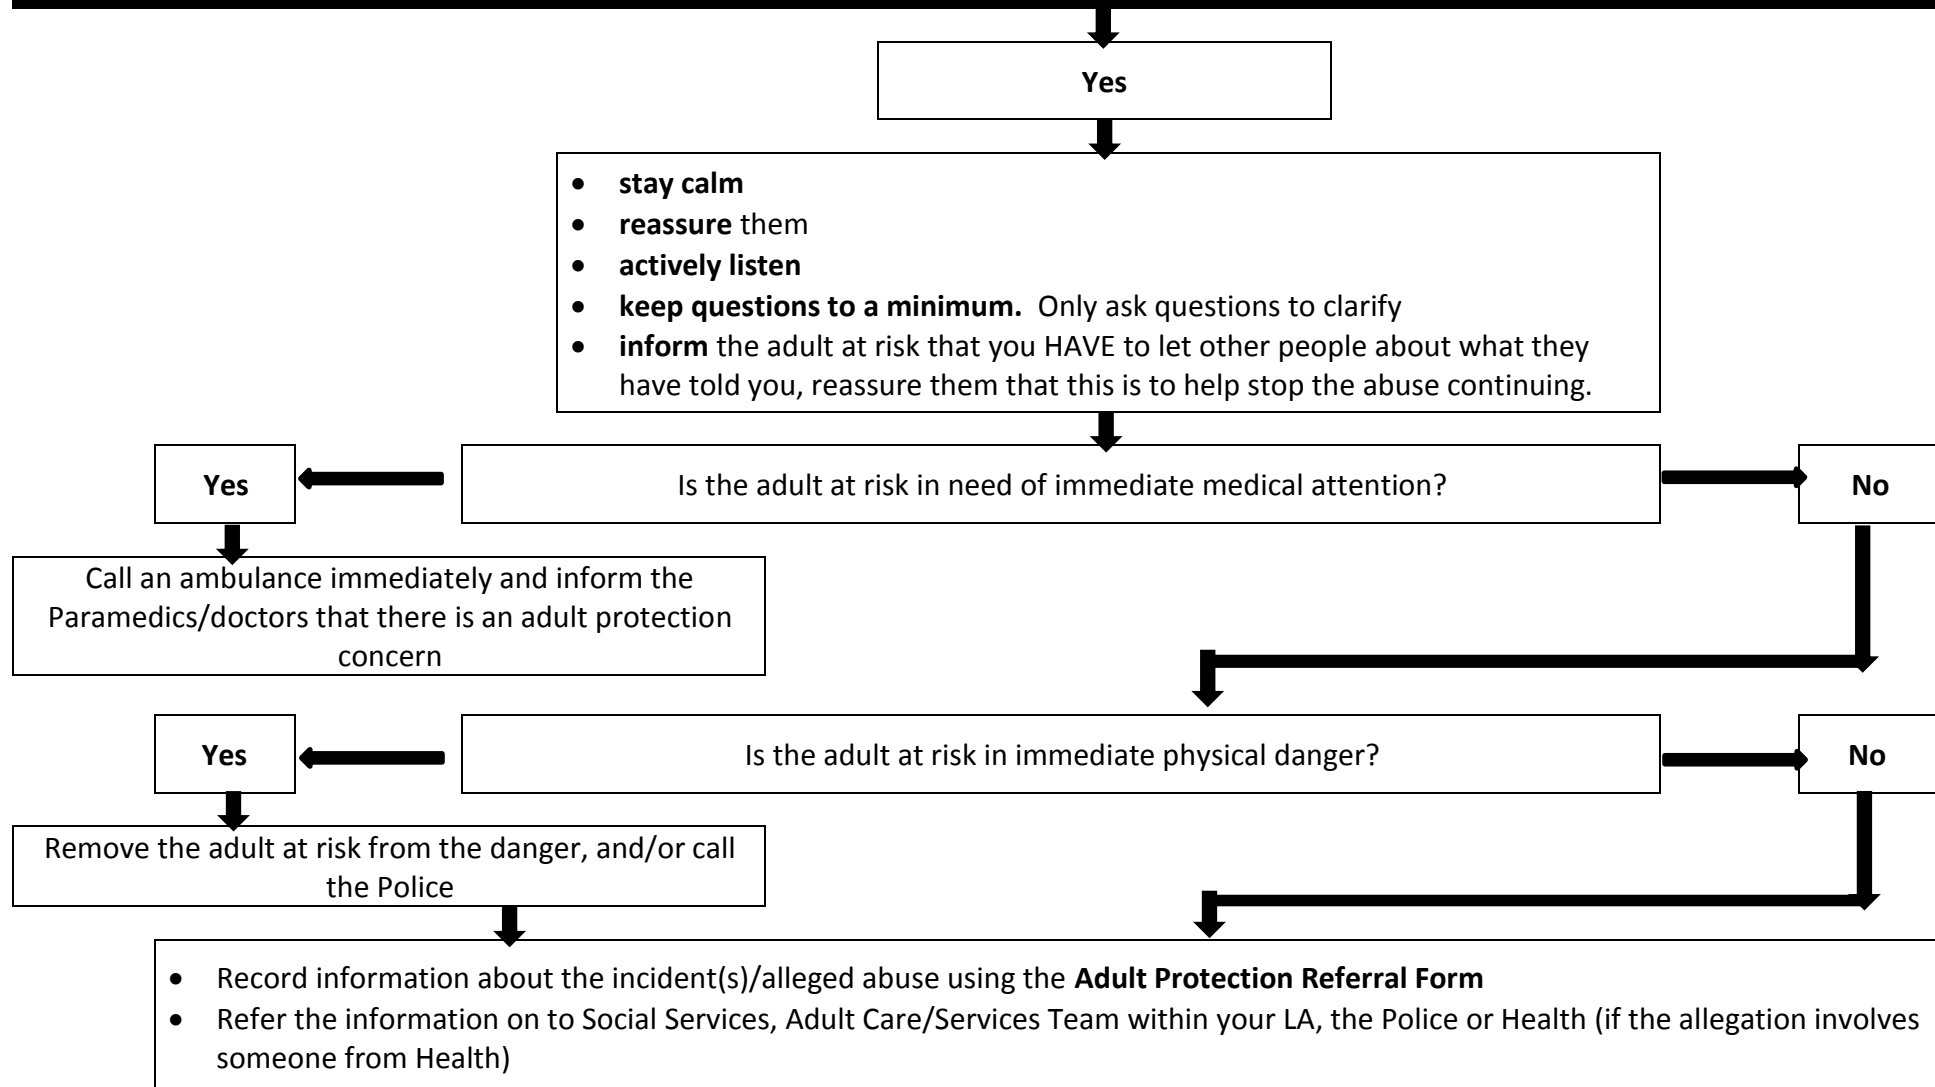 Yes
• stay calm
• reassure them
• actively listen
• keep questions to a minimum.  Only ask questions to clarify
• inform the adult at risk that you HAVE to let other people about what they
have told you, reassure them that this is to help stop the abuse continuing.
Yes
Is the adult at risk in need of immediate medical attention?
No
Call an ambulance immediately and inform the
Paramedics/doctors that there is an adult protection
concern
Yes
Is the adult at risk in immediate physical danger?
No
Remove the adult at risk from the danger, and/or call
the Police
• Record information about the incident(s)/alleged abuse using the Adult Protection Referral Form
• Refer the information on to Social Services, Adult Care/Services Team within your LA, the Police or Health (if the allegation involves
someone from Health)